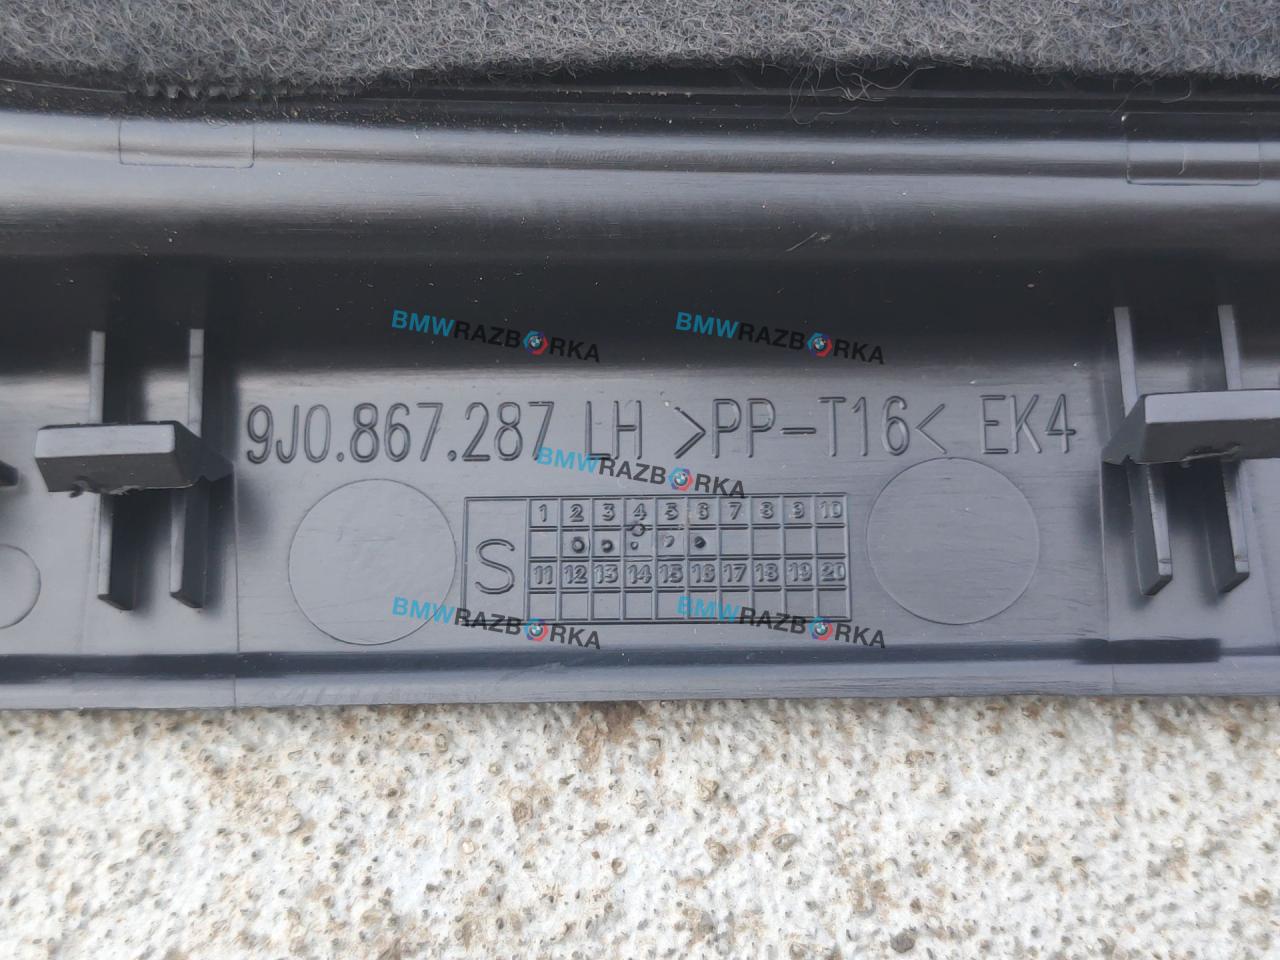 BMWRAZBORKA BMWRAZBORKA
9J0.867.287 LH >PP-T16< EK4
BMWRAZBORKA
1 2 3 4 5 6 7 8 9 10
S
11 12 13 14 15 16 17 18 19 20
BMWRAZBORKA BMWRAZBORKA